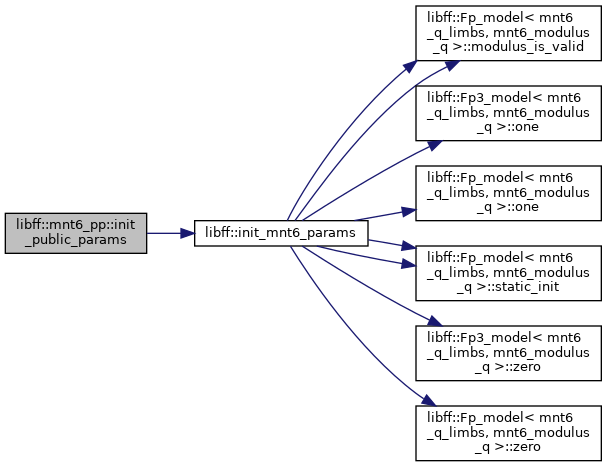 libff::mnt6_pp::init
_public_params
libff::init_mnt6_params
libff::Fp_model< mnt6
_q_limbs, mnt6_modulus
_q >::modulus_is_valid
libff::Fp3_model< mnt6
_q_limbs, mnt6_modulus
_q >::one
libff::Fp_model< mnt6
_q_limbs, mnt6_modulus
_q >::one
libff::Fp_model< mnt6
_q_limbs, mnt6_modulus
_q >::static_init
libff::Fp3_model< mnt6
_q_limbs, mnt6_modulus
_q >::zero
libff::Fp_model< mnt6
_q_limbs, mnt6_modulus
_q >::zero